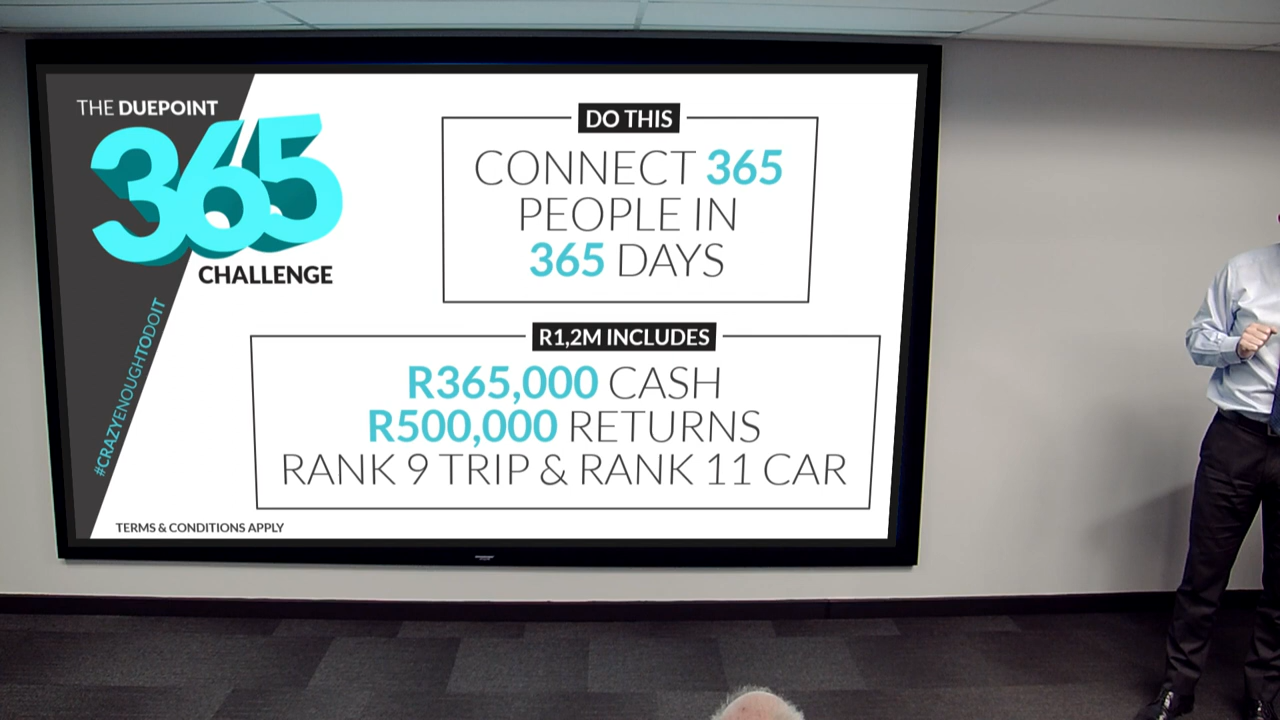 THE DUEPOINT
365
CHALLENGE
#CRAZYENOUGHTODOIT
DO THIS
CONNECT 365
PEOPLE IN
365 DAYS
R1,2M INCLUDES
R365,000 CASH
R500,000 RETURNS
RANK 9 TRIP & RANK 11 CAR
TERMS & CONDITIONS APPLY